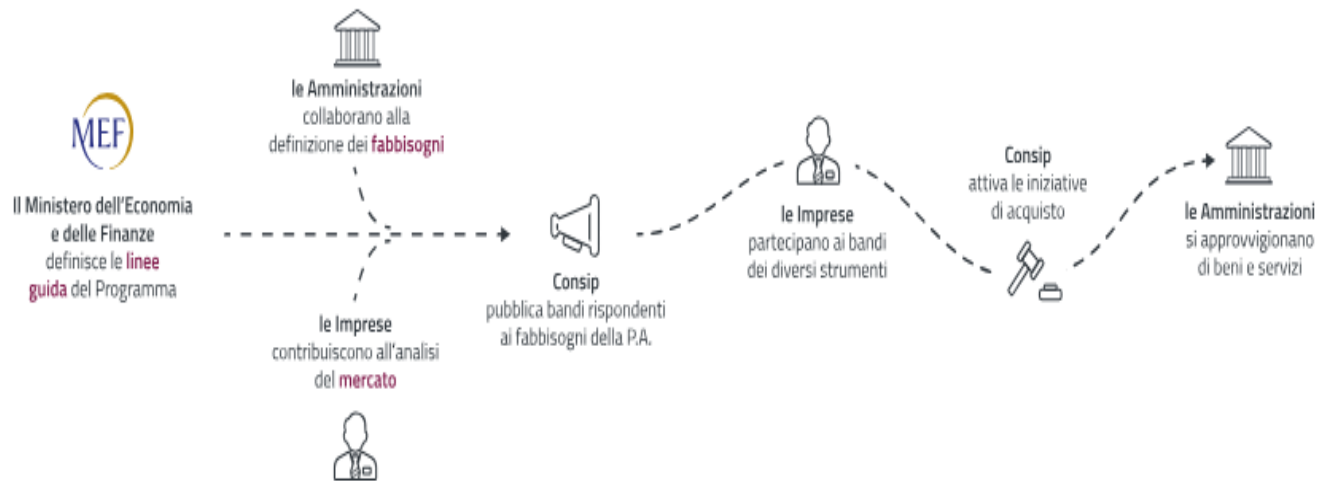 MEF
Il Ministero dell'Economia
e delle Finanze
definisce le linee
guida del Programma
le Amministrazioni
collaborano alla
definizione dei fabbisogni
le Imprese
contribuiscono all'analisi
del mercato
Consip
pubblica bandi rispondenti
ai fabbisogni della P.A.
le Imprese
partecipano ai bandi
dei diversi strumenti
Consip
attiva le iniziative
di acquisto
le Amministrazioni
si approvvigionano
di beni e servizi